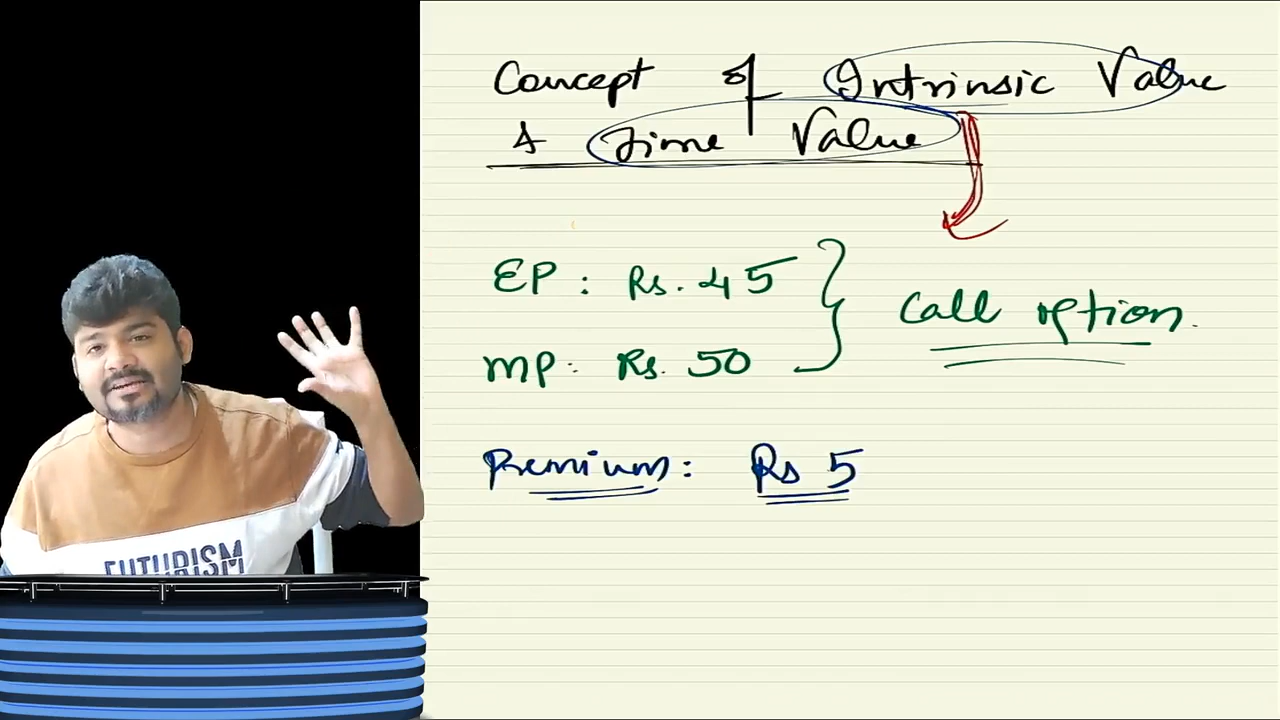 Concept of Intrinsic Value
& Time Value
EP : Rs. 45
MP : Rs. 50
Call option.
Premium : Rs 5
FUTURISM